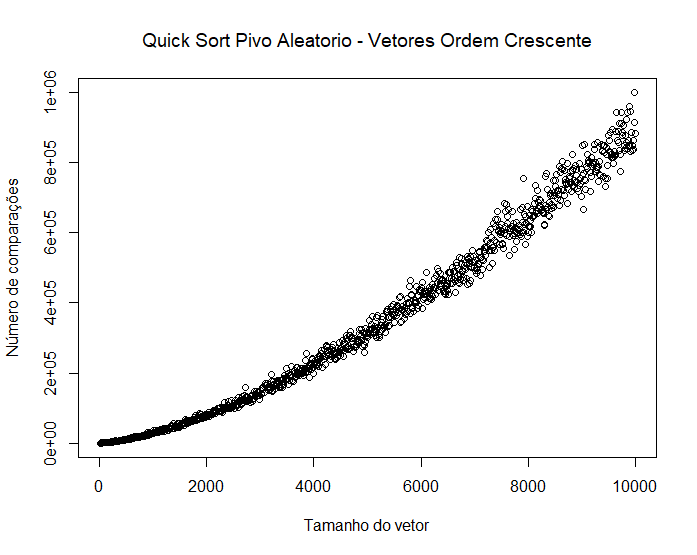 Quick Sort Pivo Aleatorio - Vetores Ordem Crescente
Número de comparações
1e+06
8e+05
6e+05
4e+05
2e+05
0e+00
0 2000 4000 6000 8000 10000
Tamanho do vetor